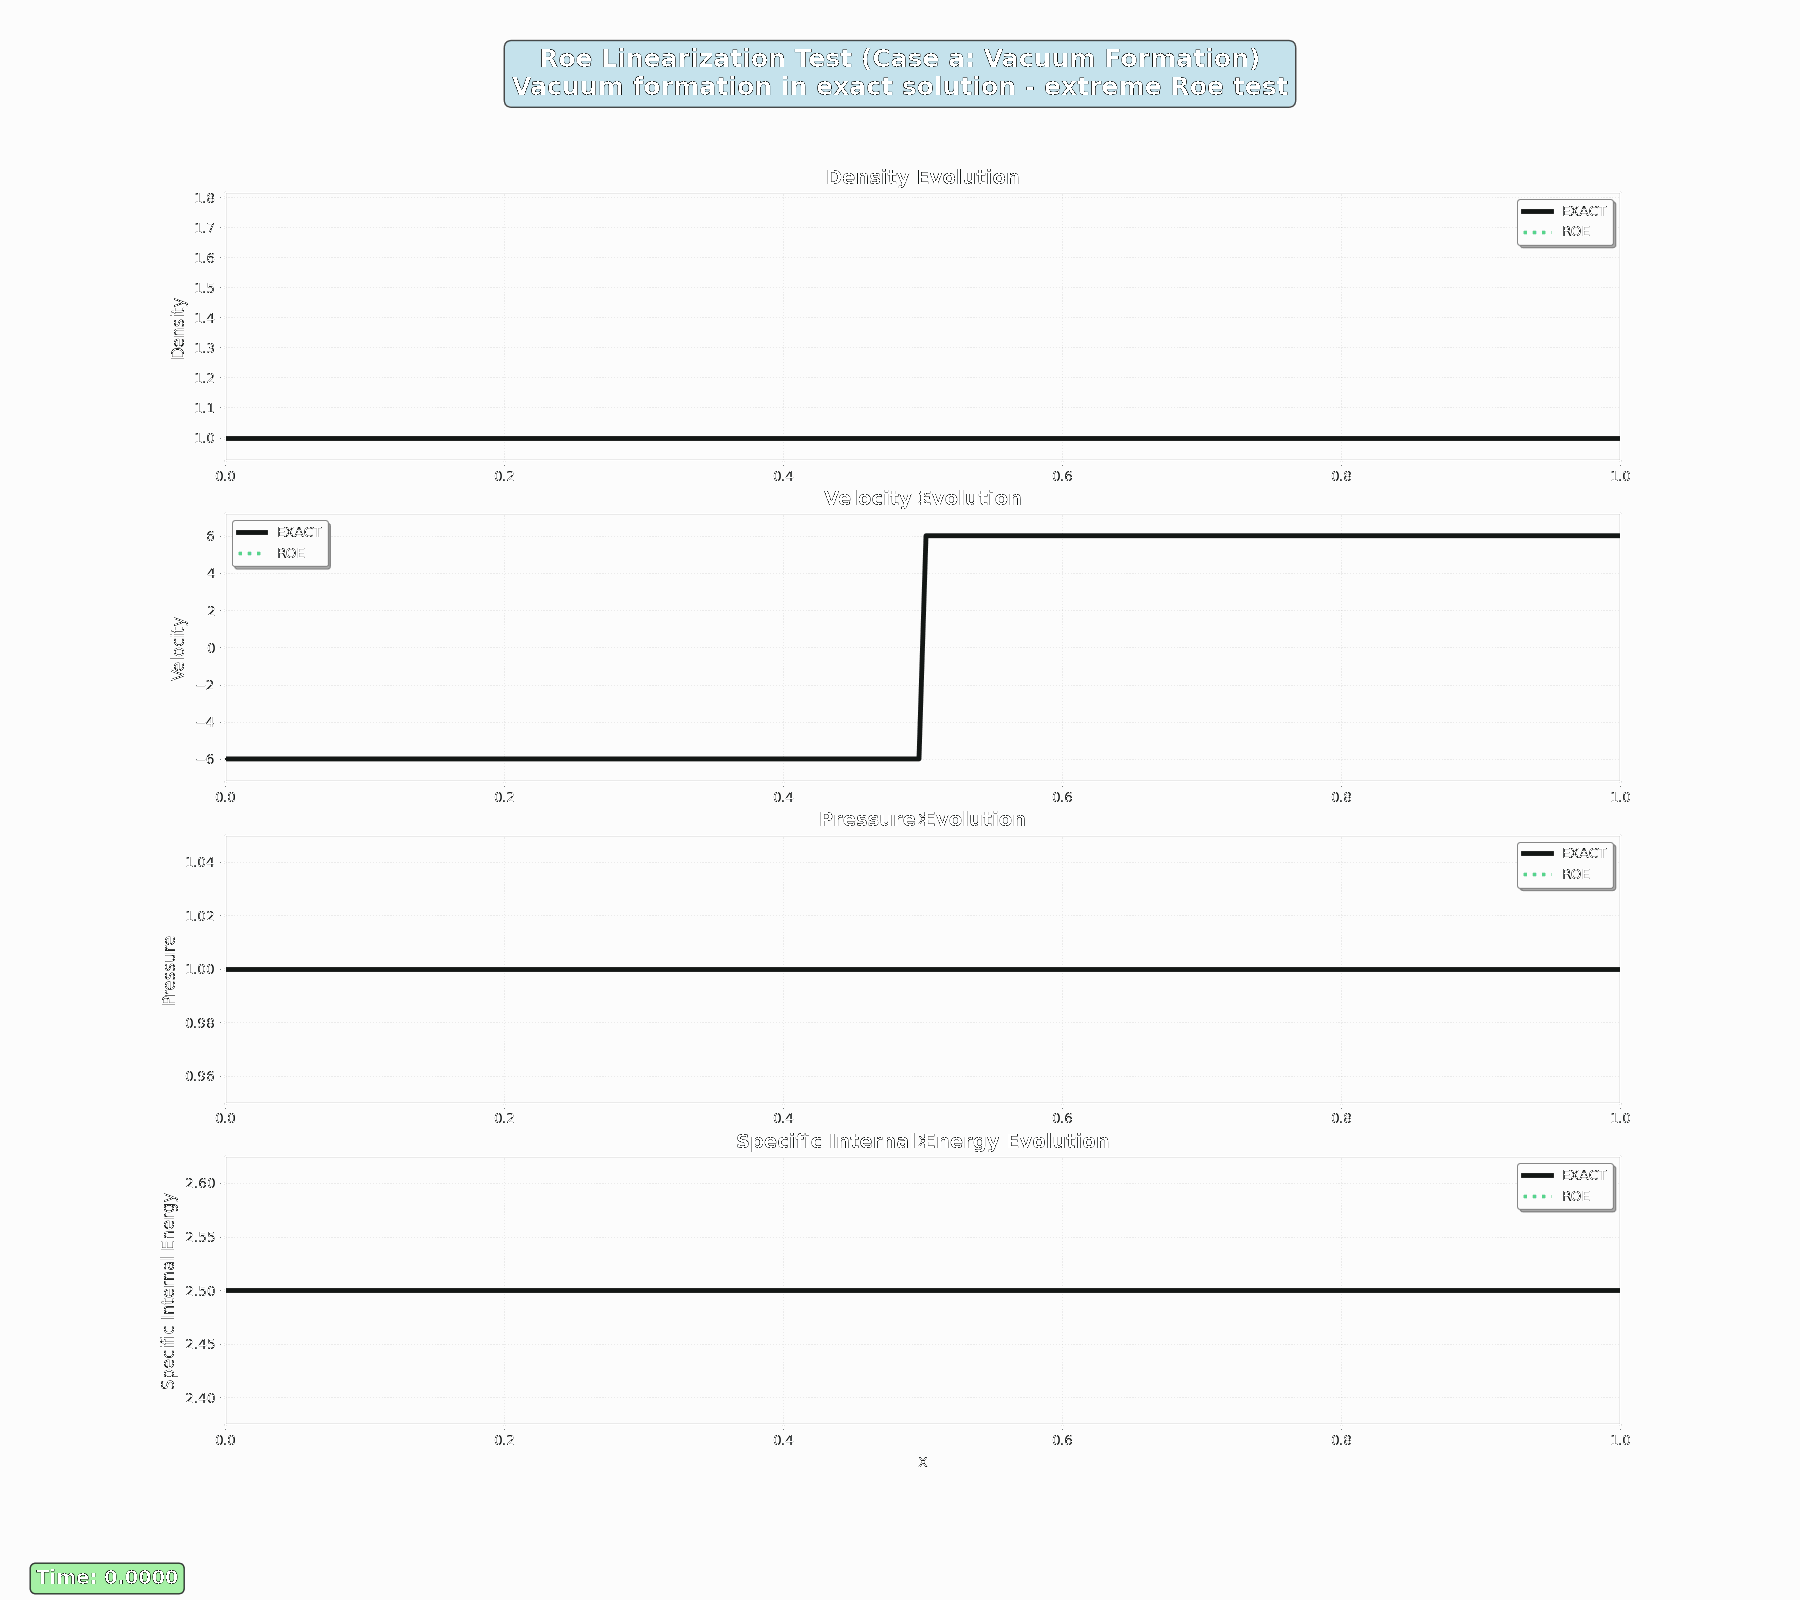 Roe Linearization Test (Case a: Vacuum Formation)
Vacuum formation in exact solution - extreme Roe test
Density Evolution
1.8
1.7
1.6
1.5
1.4
1.3
1.2
1.1
1.0
Density
EXACT
ROE
0.0 0.2 0.4 0.6 0.8 1.0
Velocity Evolution
6
4
2
0
−2
−4
−6
Velocity
EXACT
ROE
0.0 0.2 0.4 0.6 0.8 1.0
Pressure Evolution
1.04
1.02
1.00
0.98
0.96
Pressure
EXACT
ROE
0.0 0.2 0.4 0.6 0.8 1.0
Specific Internal Energy Evolution
2.60
2.55
2.50
2.45
2.40
Specific Internal Energy
EXACT
ROE
0.0 0.2 0.4 0.6 0.8 1.0
x
Time: 0.0000